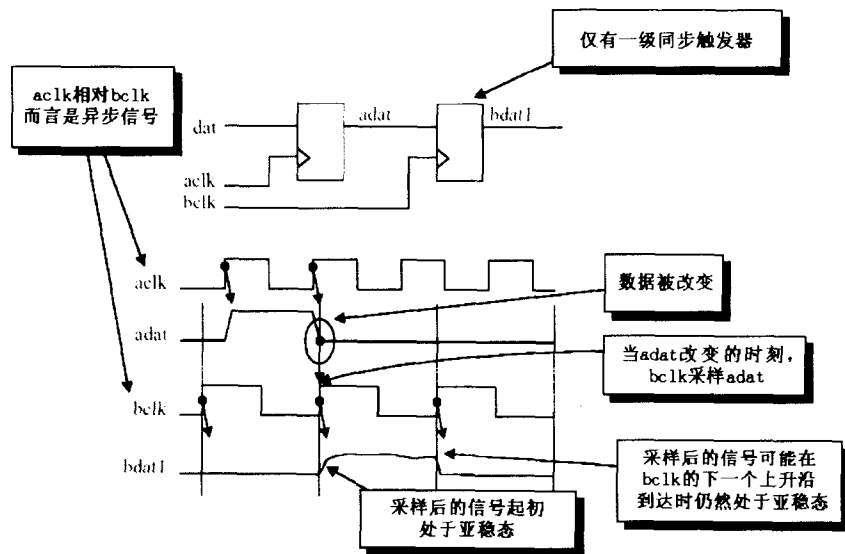 仅有一级同步触发器
aclk相对bclk
而言是异步信号
dat
adat
bdat1
aclk
bclk
aclk
数据被改变
adat
当adat改变的时刻,
bclk采样adat
bclk
bdat1
采样后的信号可能在
bclk的下一个上升沿
到达时仍然处于亚稳态
采样后的信号起初
处于亚稳态